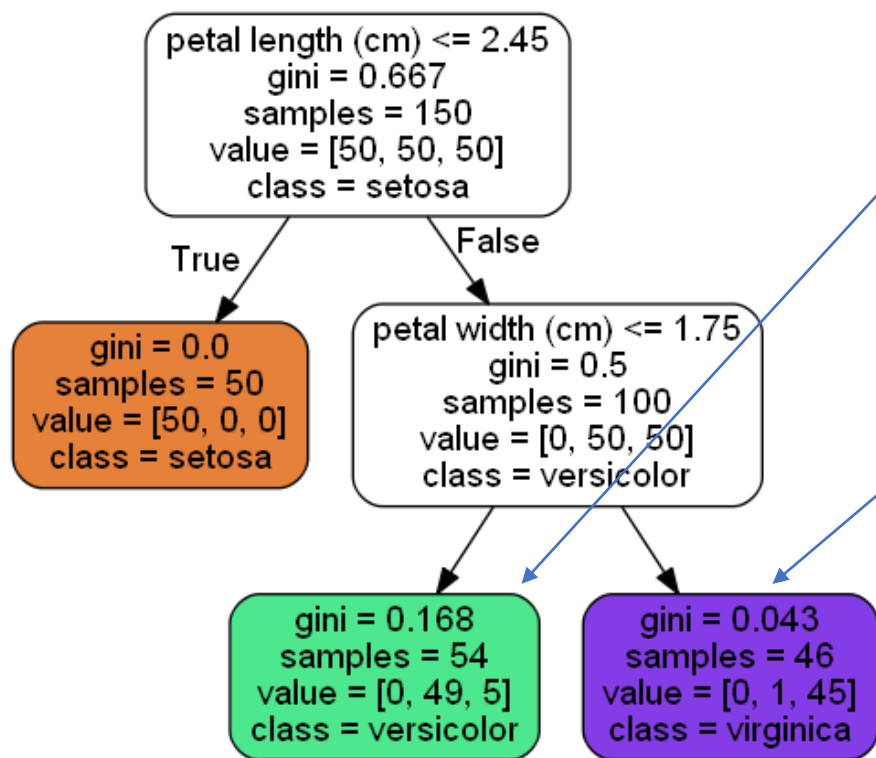 petal length (cm) <= 2.45
gini = 0.667
samples = 150
value = [50, 50, 50]
class = setosa
True
False
gini = 0.0
samples = 50
value = [50, 0, 0]
class = setosa
petal width (cm) <= 1.75
gini = 0.5
samples = 100
value = [0, 50, 50]
class = versicolor
gini = 0.168
samples = 54
value = [0, 49, 5]
class = versicolor
gini = 0.043
samples = 46
value = [0, 1, 45]
class = virginica